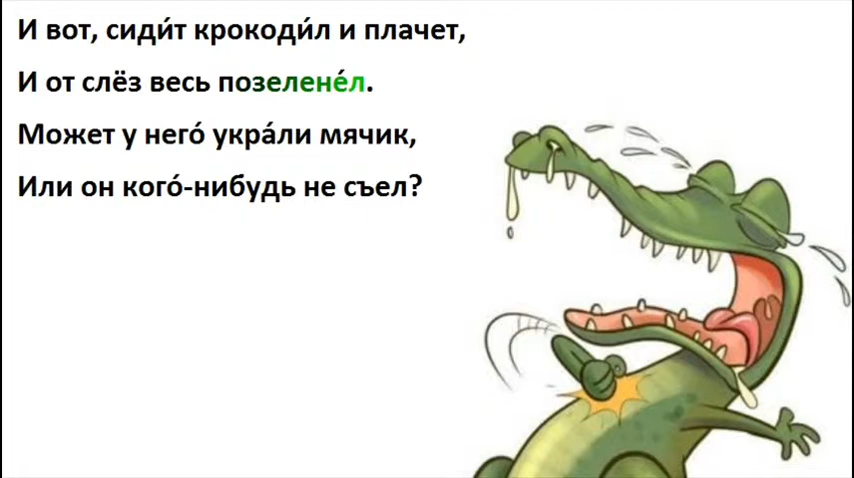 И вот, сиди́т крокоди́л и плачет,
И от слёз весь позелене́л.
Может у него́ укра́ли мячик,
Или он кого́-нибудь не съел?